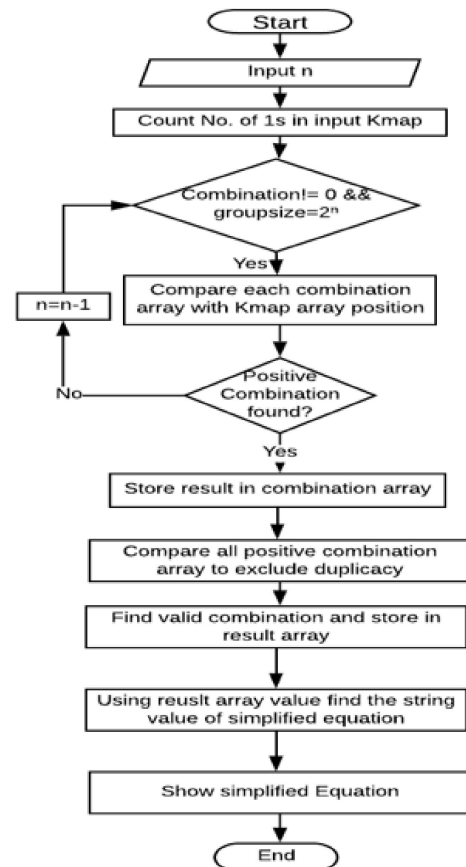 Start
Input n
Count No. of 1s in input Kmap
Combination!= 0 &&
groupsize=2ⁿ
Yes
Compare each combination
array with Kmap array position
n=n-1
Positive
Combination
found?
No
Yes
Store result in combination array
Compare all positive combination
array to exclude duplicacy
Find valid combination and store in
result array
Using reuslt array value find the string
value of simplified equation
Show simplified Equation
End